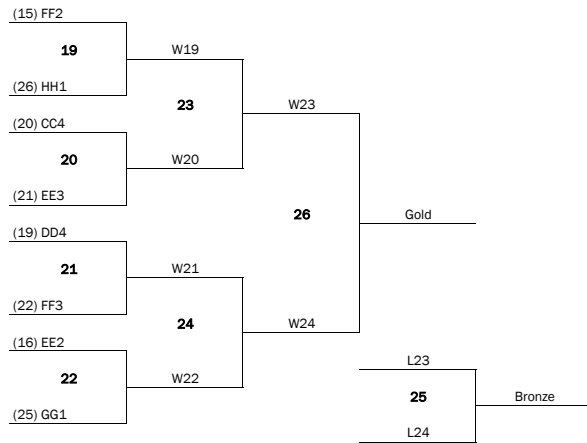 (15) FF2
19
W19
(26) HH1
23
W23
(20) CC4
20
W20
(21) EE3
26
Gold
(19) DD4
21
W21
(22) FF3
24
W24
(16) EE2
22
W22
(25) GG1
L23
25
Bronze
L24